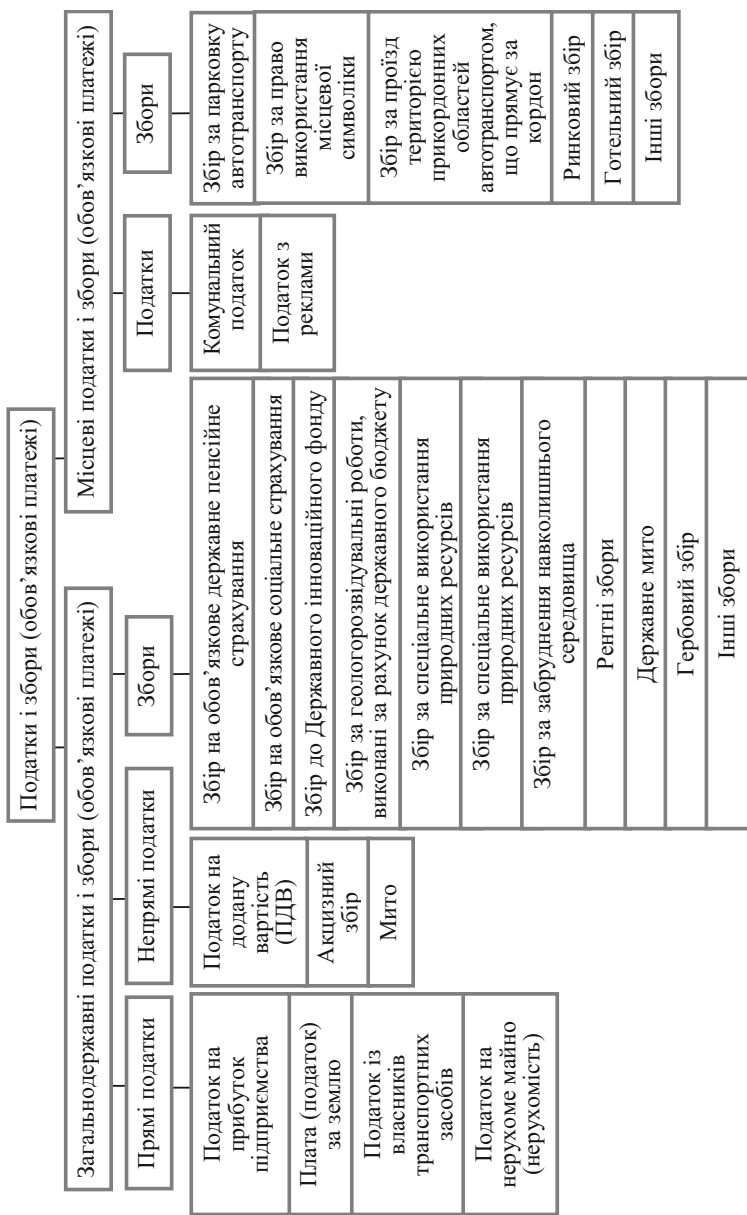 Податки і збори (обов’язкові платежі)
Загальнодержавні податки і збори (обов’язкові платежі)
Прямі податки
Податок на
прибуток
підприємства
Плата (податок)
за землю
Податок із
власників
транспортних
засобів
Податок на
нерухоме майно
(нерухомість)
Непрямі податки
Податок на
додану
вартість
(ПДВ)
Акцизний
збір
Мито
Збори
Збір на обов’язкове державне пенсійне
страхування
Збір на обов’язкове соціальне страхування
Збір до Державного інноваційного фонду
Збір за геологорозвідувальні роботи,
виконані за рахунок державного бюджету
Збір за спеціальне використання
природних ресурсів
Збір за спеціальне використання
природних ресурсів
Збір за забруднення навколишнього
середовища
Рентні збори
Державне мито
Гербовий збір
Інші збори
Місцеві податки і збори (обов’язкові платежі)
Податки
Комунальний
податок
Податок з
реклами
Збори
Збір за парковку
автотранспорту
Збір за право
використання
місцевої
символіки
Збір за проїзд
територією
прикордонних
областей
автотранспортом,
що прямує за
кордон
Ринковий збір
Готельний збір
Інші збори